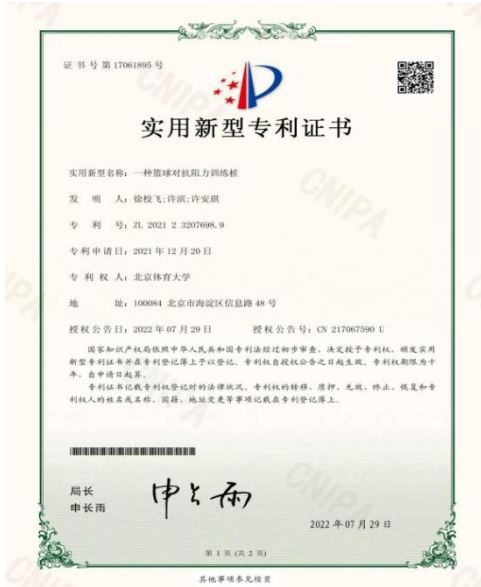 证书号第17061895号
实用新型专利证书
实用新型名称：一种篮球对抗阻力训练桩
发明人：徐校飞;许滨;许安琪
专利号：ZL 2021 2 3207698.9
专利申请日：2021年12月20日
专利权人：北京体育大学
地址：100084 北京市海淀区信息路48号
授权公告日：2022年07月29日 授权公告号：CN 217067590 U
国家知识产权局依照中华人民共和国专利法经过初步审查，决定授予专利权，颁发实用
新型专利证书并在专利登记簿上予以登记。专利权自授权公告之日起生效。专利权期限为十
年，自申请日起算。
专利证书记载专利权登记时的法律状况。专利权的转移、质押、无效、终止、恢复和专
利权人的姓名或名称、国籍、地址变更等事项记载在专利登记簿上。
局长
申长雨
申长雨
2022年07月29日
第 1 页 (共 2 页)
其他事项参见续页
CNIPA
CNIPA
CNIPA
CNIPA